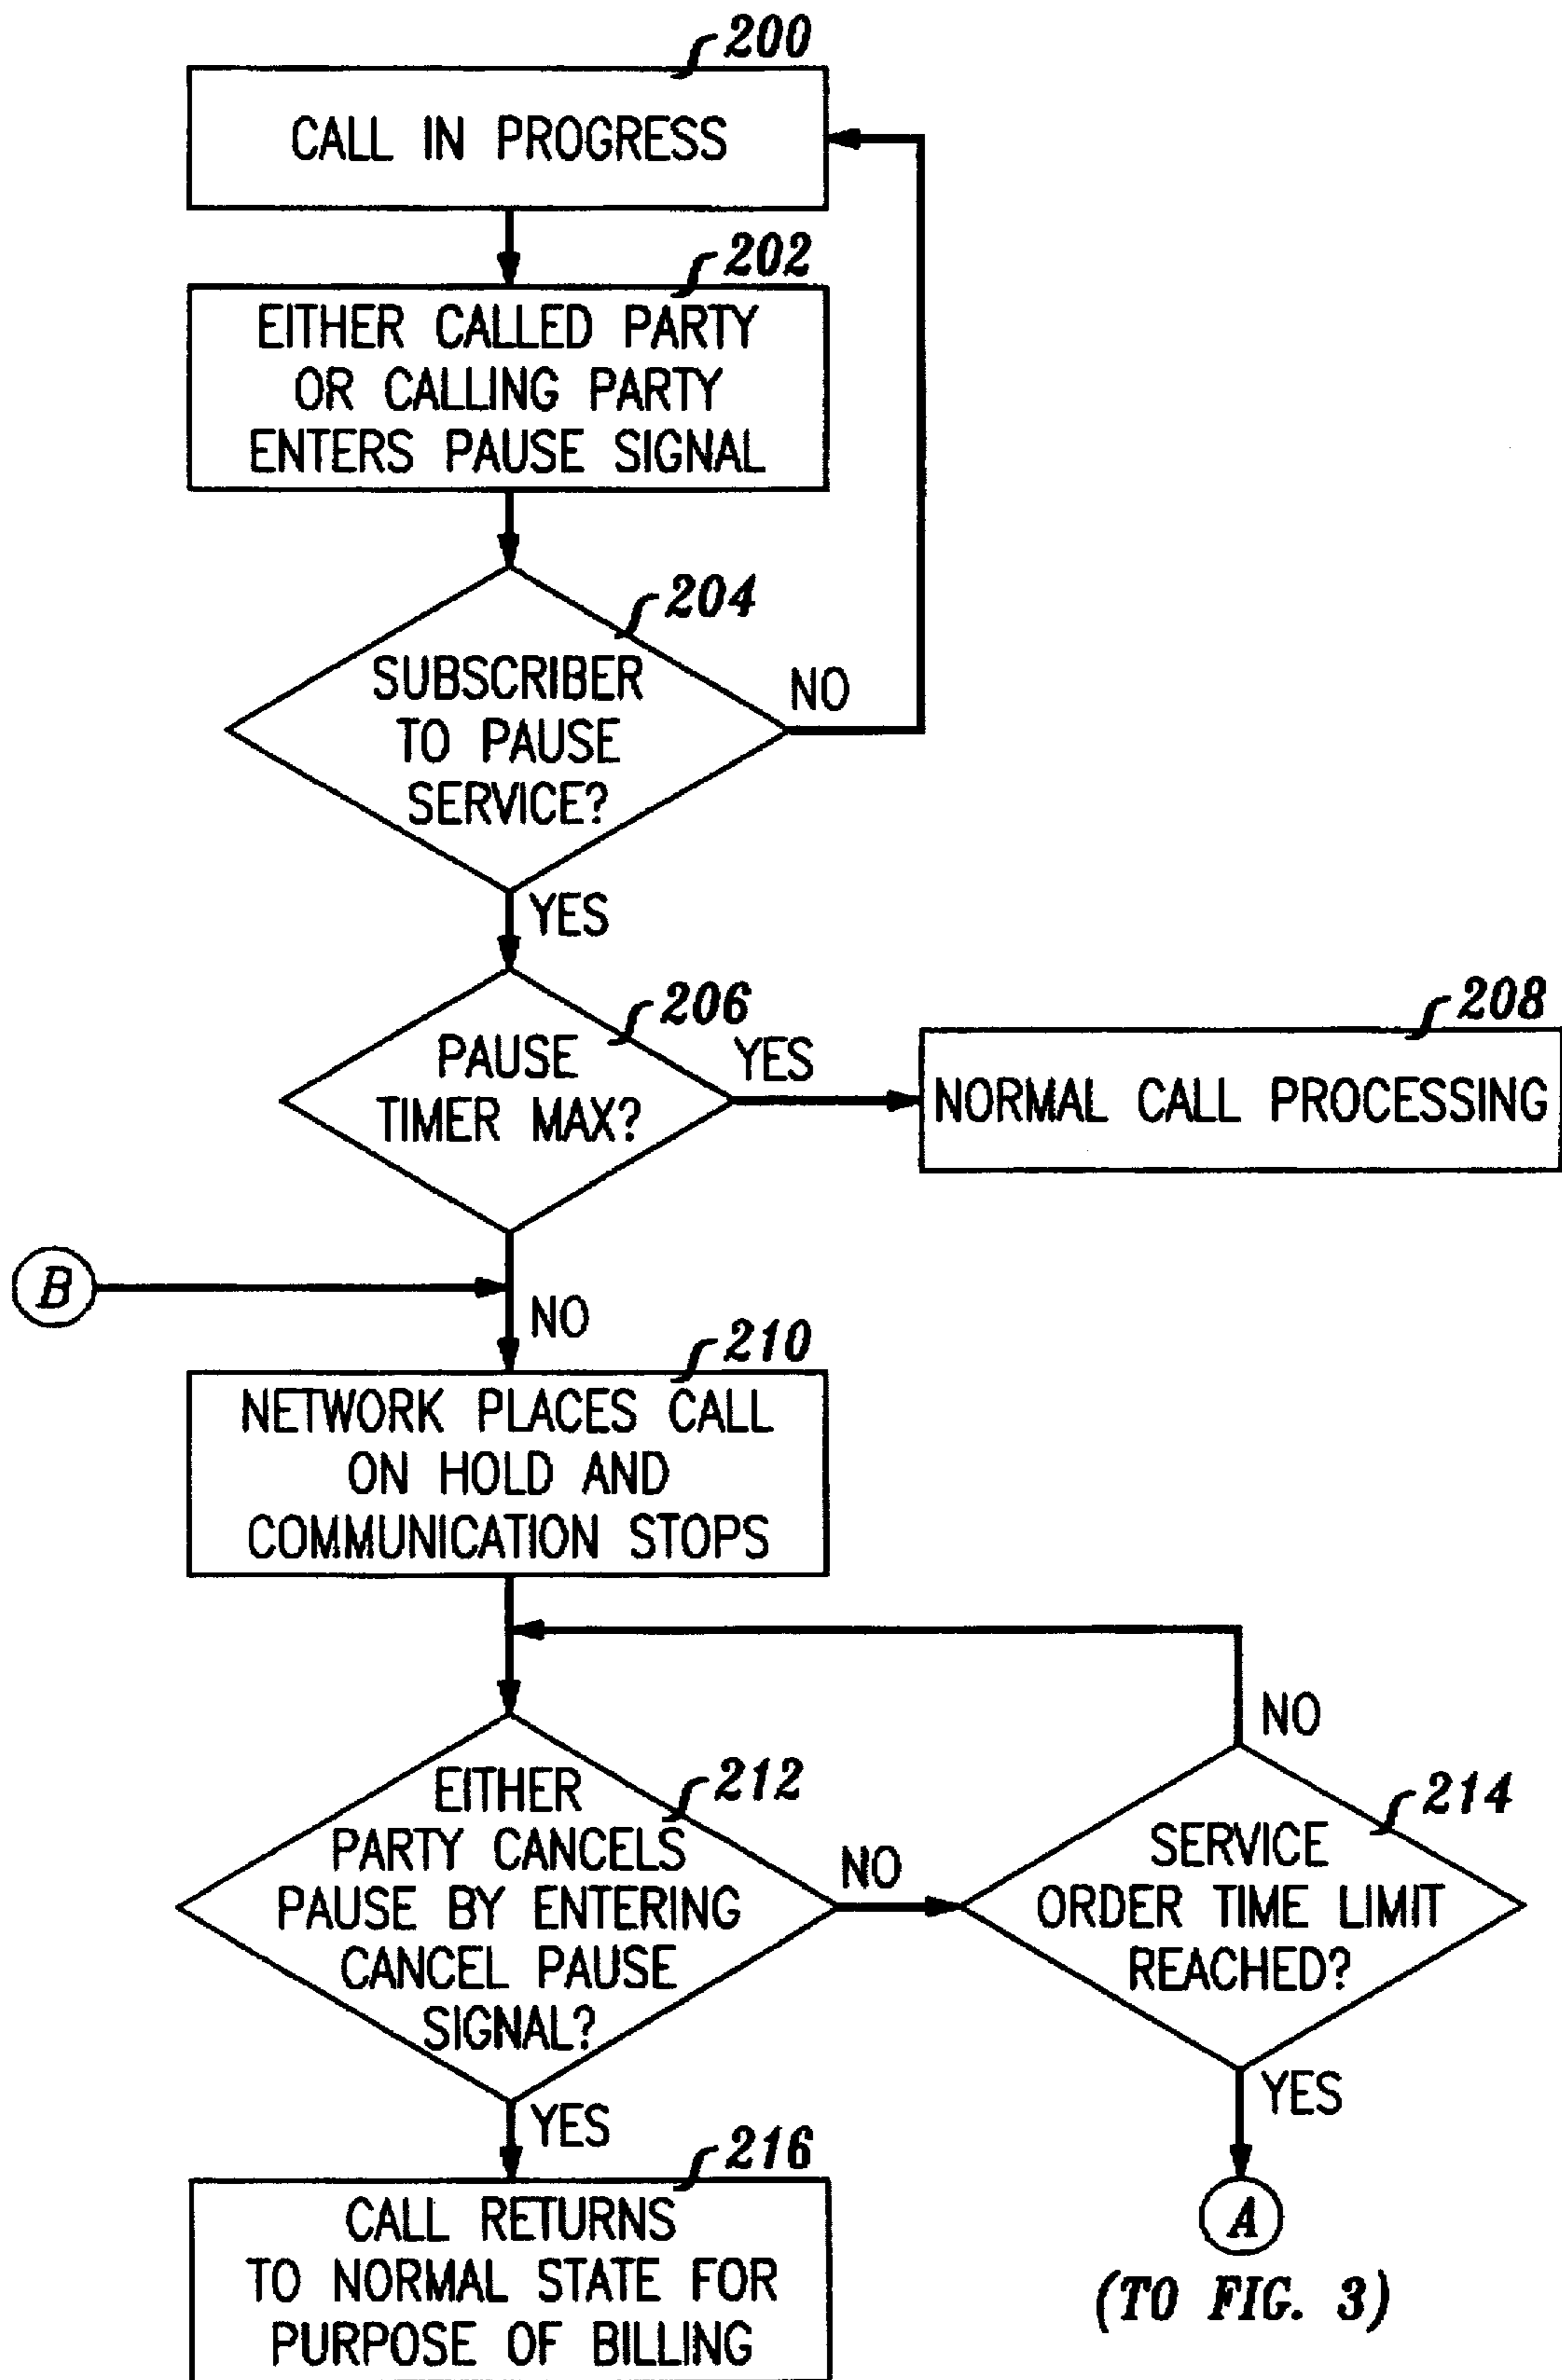 200
CALL IN PROGRESS
202
EITHER CALLED PARTY
OR CALLING PARTY
ENTERS PAUSE SIGNAL
204
SUBSCRIBER
TO PAUSE
SERVICE?
NO
YES
206
PAUSE
TIMER MAX?
YES
208
NORMAL CALL PROCESSING
B
NO
210
NETWORK PLACES CALL
ON HOLD AND
COMMUNICATION STOPS
212
EITHER
PARTY CANCELS
PAUSE BY ENTERING
CANCEL PAUSE
SIGNAL?
NO
214
SERVICE
ORDER TIME LIMIT
REACHED?
NO
YES
A
(TO FIG. 3)
YES
216
CALL RETURNS
TO NORMAL STATE FOR
PURPOSE OF BILLING